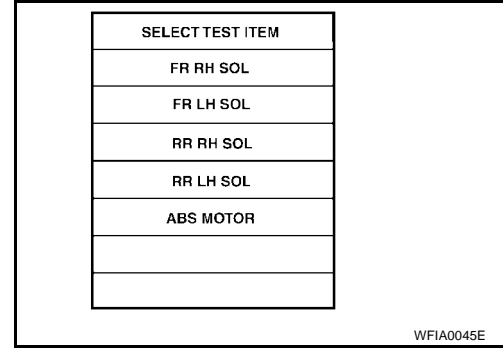 SELECT TEST ITEM
FR RH SOL
FR LH SOL
RR RH SOL
RR LH SOL
ABS MOTOR
WFIA0045E